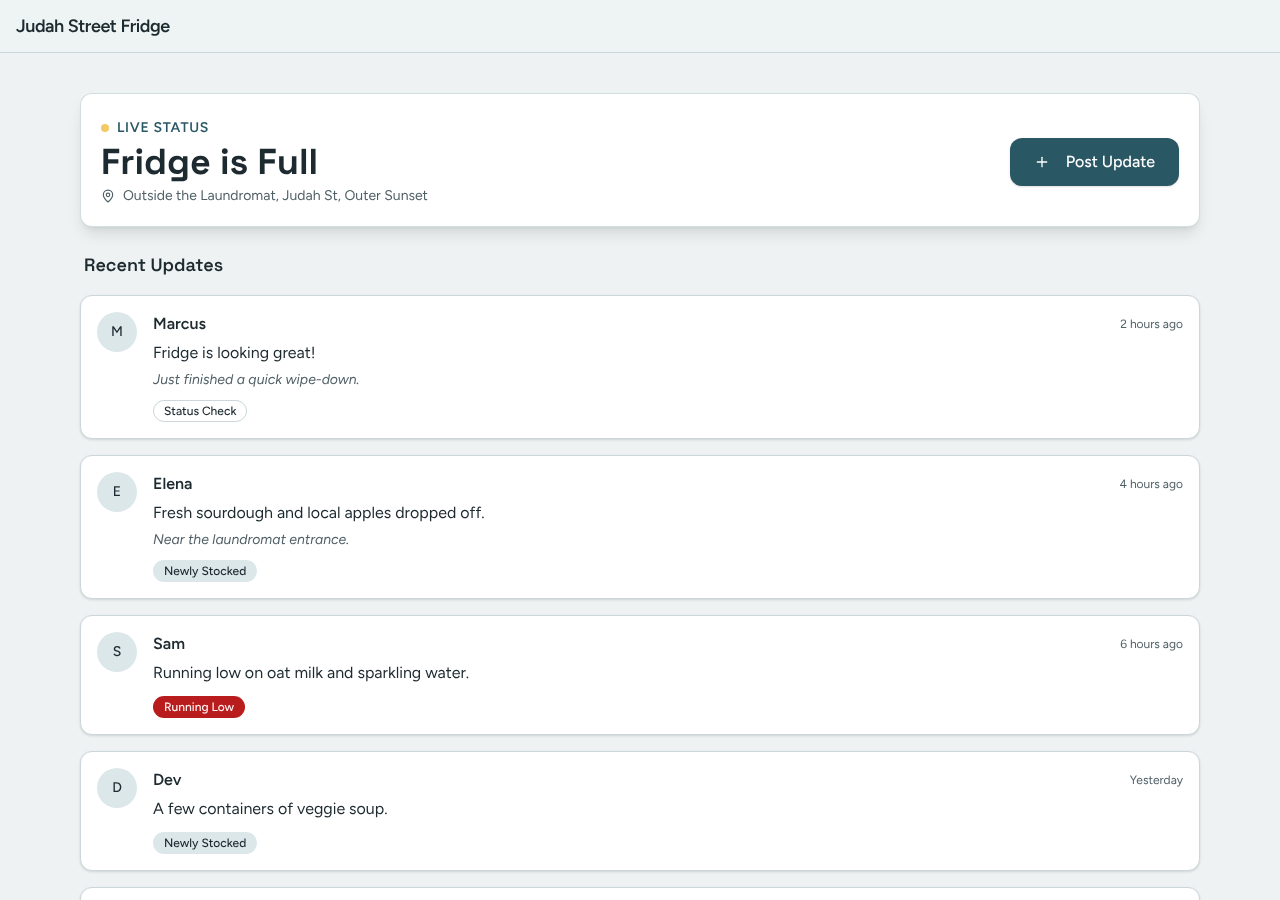 Judah Street Fridge
LIVE STATUS
Fridge is Full
Outside the Laundromat, Judah St, Outer Sunset
Post Update
Recent Updates
M
Marcus
2 hours ago
Fridge is looking great!
Just finished a quick wipe-down.
Status Check
E
Elena
4 hours ago
Fresh sourdough and local apples dropped off.
Near the laundromat entrance.
Newly Stocked
S
Sam
6 hours ago
Running low on oat milk and sparkling water.
Running Low
D
Dev
Yesterday
A few containers of veggie soup.
Newly Stocked